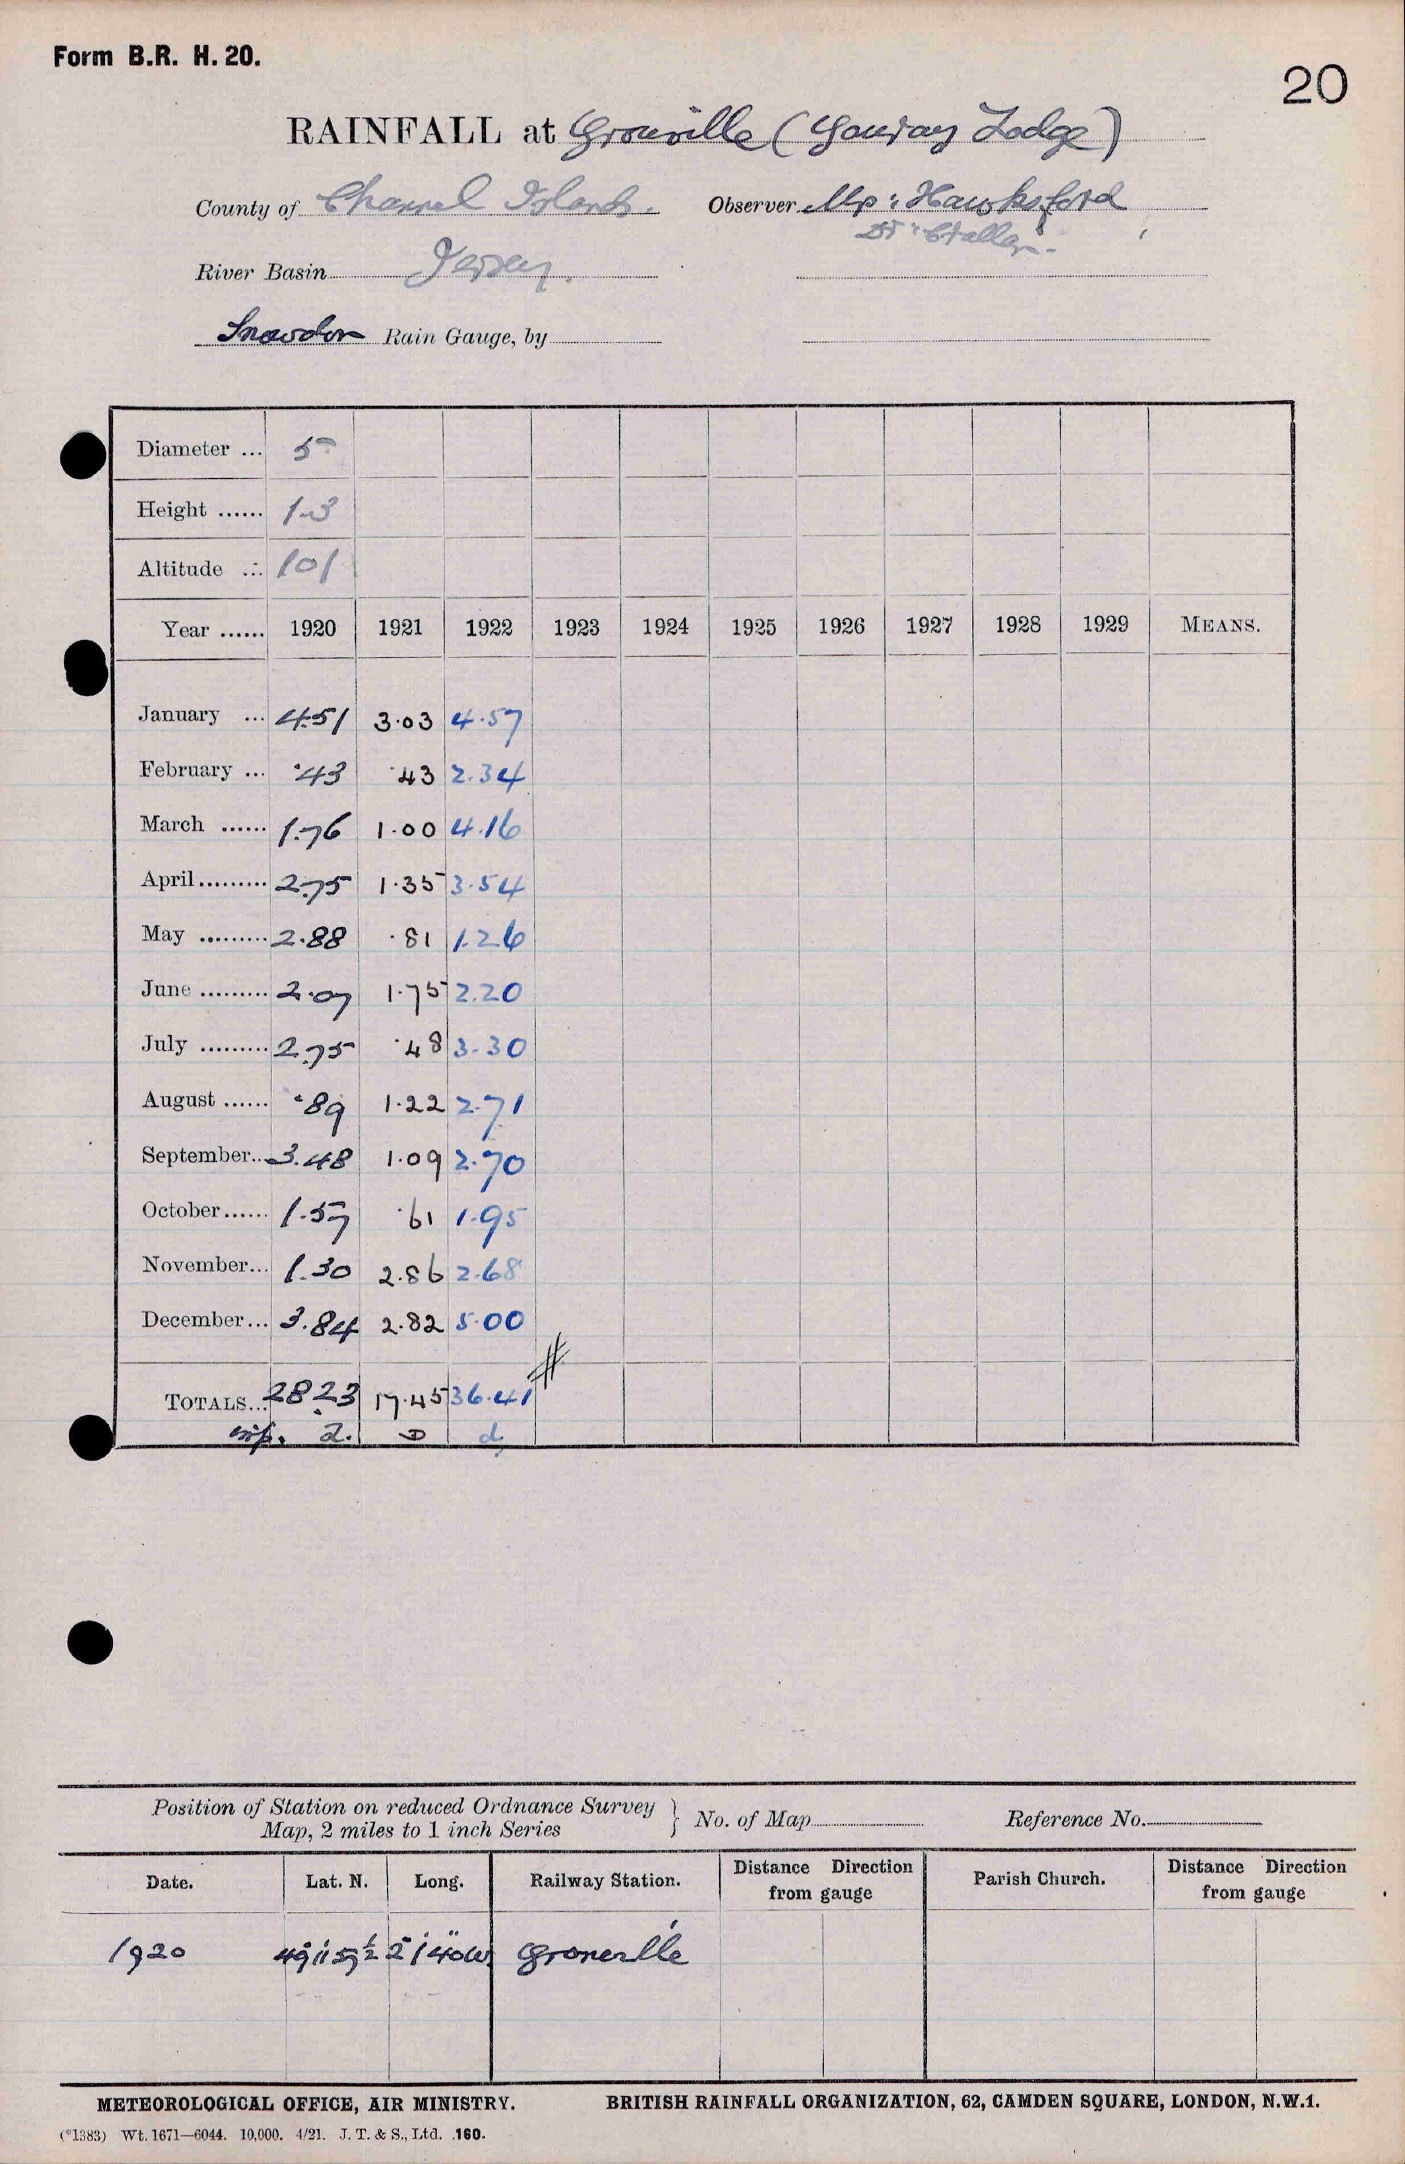 Form B.R. H. 20.
20
RAINFALL at Grouville (Gouray Lodge)
County of Channel Islands. Observer Mr: Hawksford
River Basin Jersey.
Snowdon Rain Gauge, by
Diameter ... 5
Height ...... 1.3
Altitude ... 101
Year ...... 1920 1921 1922 1923 1924 1925 1926 1927 1928 1929 MEANS.
January ... 4.51 3.03 4.57
February ... .43 .43 2.34
March ...... 1.76 1.00 4.16
April......... 2.75 1.35 3.54
May ......... 2.88 .81 1.26
June ......... 2.07 1.75 2.20
July ......... 2.75 .48 3.30
August ...... .89 1.22 2.71
September... 3.48 1.09 2.70
October...... 1.57 .61 1.95
November... 1.30 2.86 2.68
December... 3.84 2.82 5.00
TOTALS... 28.23 17.45 36.41
d. D d
Position of Station on reduced Ordnance Survey
Map, 2 miles to 1 inch Series } No. of Map Reference No.
Date. Lat. N. Long. Railway Station. Distance Direction from gauge Parish Church. Distance Direction from gauge
1920 49° 11' 57½ 2° 1' 40" W Grouville
METEOROLOGICAL OFFICE, AIR MINISTRY. BRITISH RAINFALL ORGANIZATION, 62, CAMDEN SQUARE, LONDON, N.W.1.
(*1383) Wt. 1671—6044. 10,000. 4/21. J. T. & S., Ltd. .160.